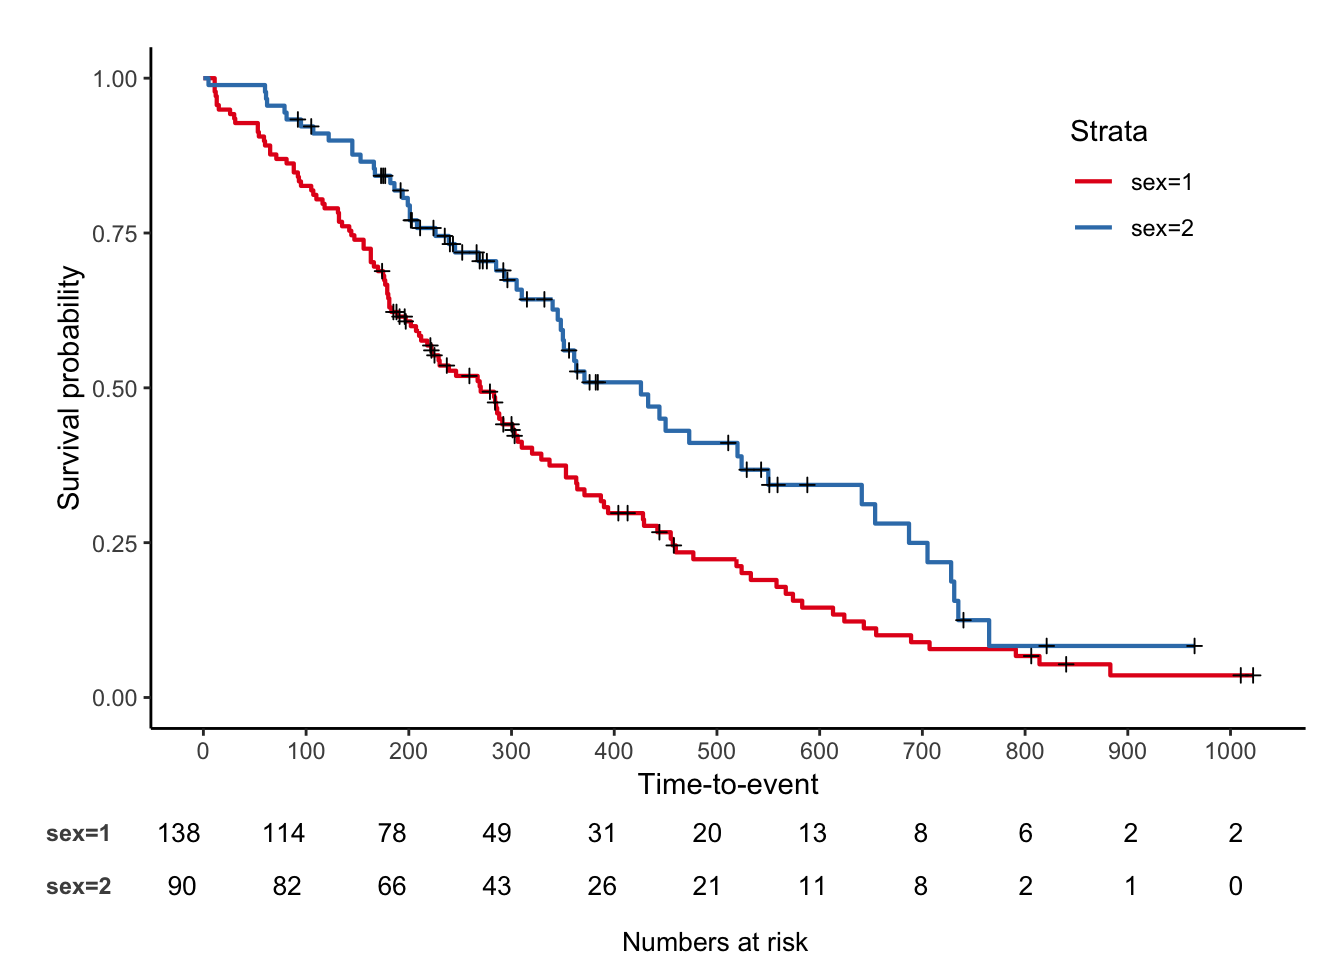 1.00
0.75
0.50
0.25
0.00
Survival probability
Strata
sex=1
sex=2
0 100 200 300 400 500 600 700 800 900 1000
Time-to-event
sex=1 138 114 78 49 31 20 13 8 6 2 2
sex=2 90 82 66 43 26 21 11 8 2 1 0
Numbers at risk